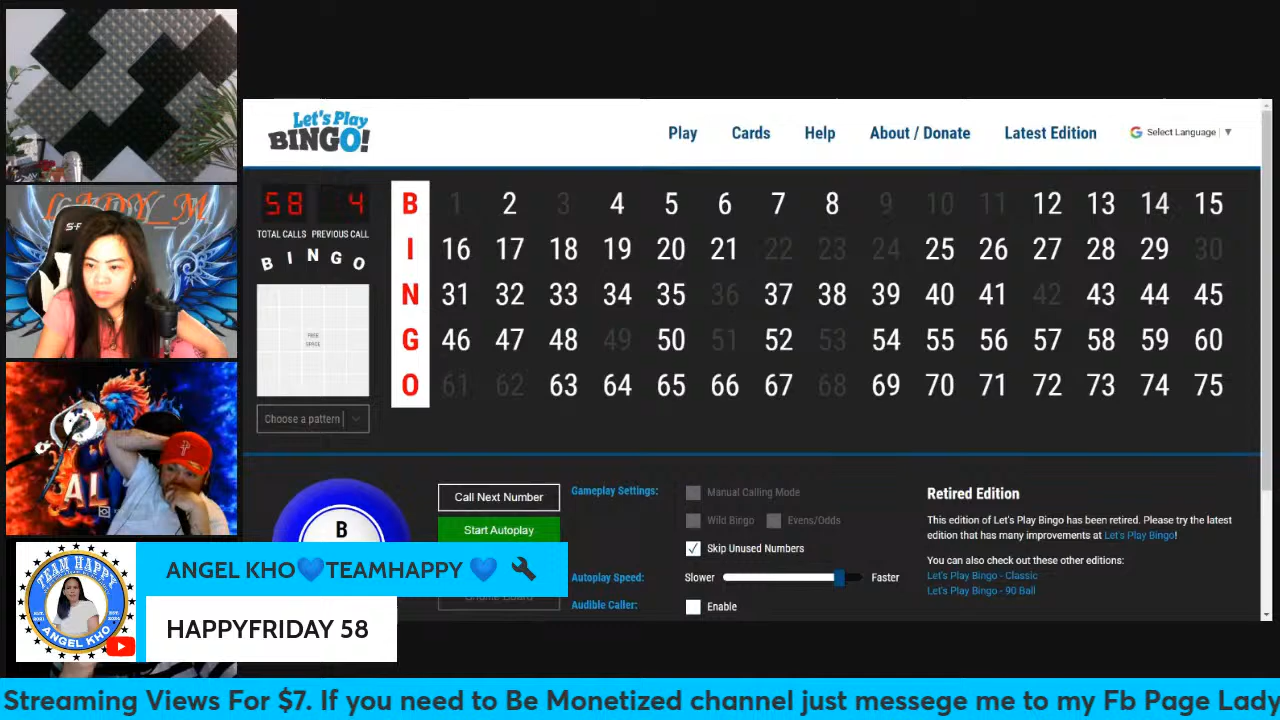 LADY_M
AL
Let's Play
BINGO!
Play Cards Help About / Donate Latest Edition Select Language
58 4
TOTAL CALLS PREVIOUS CALL
B I N G O
FREE
SPACE
Choose a pattern
B 1 2 3 4 5 6 7 8 9 10 11 12 13 14 15
I 16 17 18 19 20 21 22 23 24 25 26 27 28 29 30
N 31 32 33 34 35 36 37 38 39 40 41 42 43 44 45
G 46 47 48 49 50 51 52 53 54 55 56 57 58 59 60
O 61 62 63 64 65 66 67 68 69 70 71 72 73 74 75
B
Call Next Number
Start Autoplay
Gameplay Settings:
Manual Calling Mode
Wild Bingo Evens/Odds
Skip Unused Numbers
Autoplay Speed: Slower Faster
Audible Caller: Enable
Retired Edition
This edition of Let's Play Bingo has been retired. Please try the latest
edition that has many improvements at Let's Play Bingo!
You can also check out these other editions:
Let's Play Bingo - Classic
Let's Play Bingo - 90 Ball
TEAM HAPPY
ANGEL KHO
ANGEL KHO💙TEAMHAPPY 💙 🔧
HAPPYFRIDAY 58
Streaming Views For $7. If you need to Be Monetized channel just messege me to my Fb Page Lady